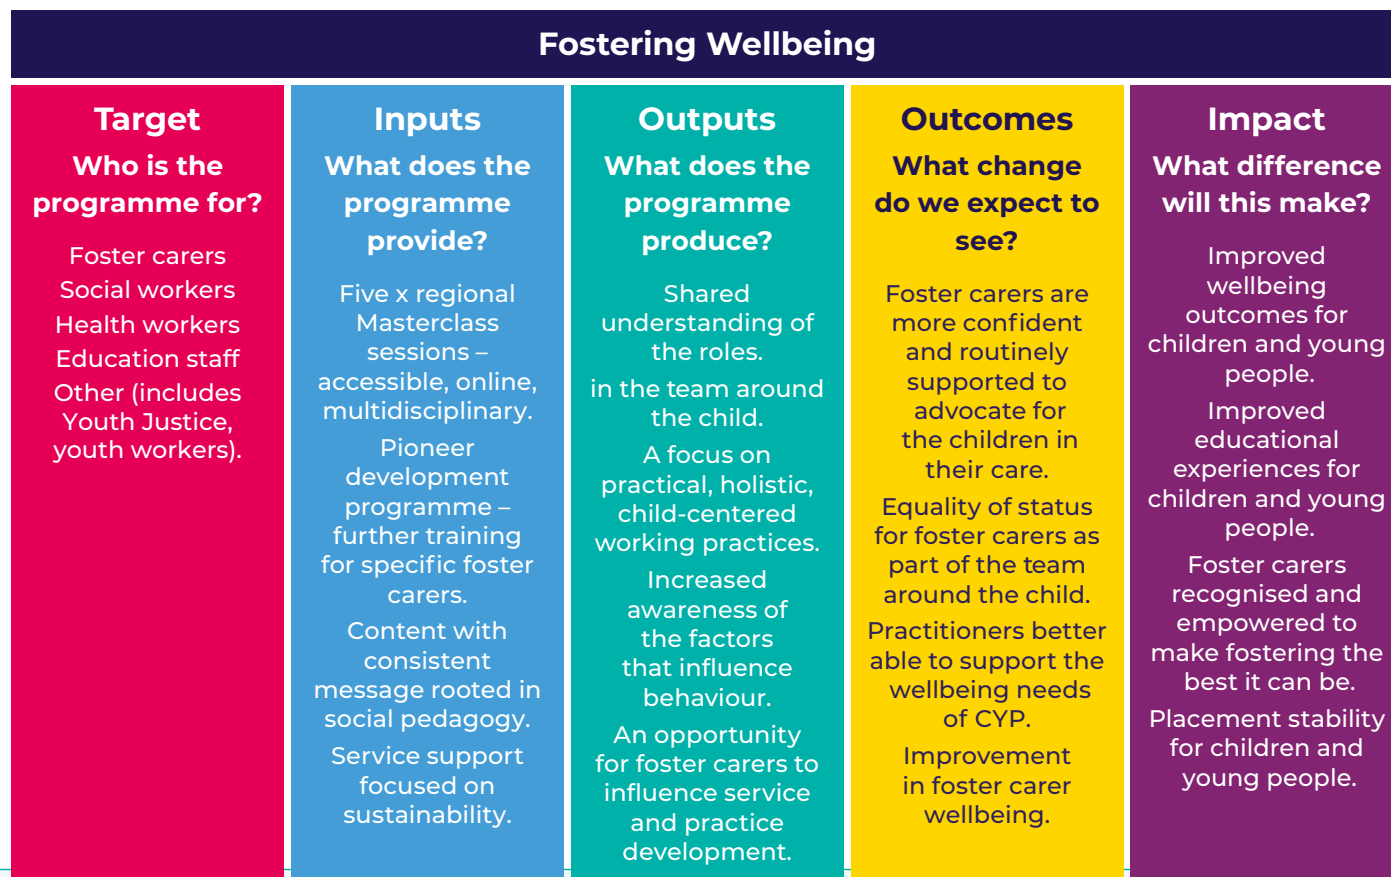 Fostering Wellbeing
Target
Who is the
programme for?
Foster carers
Social workers
Health workers
Education staff
Other (includes
Youth Justice,
youth workers).
Inputs
What does the
programme
provide?
Five x regional
Masterclass
sessions –
accessible, online,
multidisciplinary.
Pioneer
development
programme –
further training
for specific foster
carers.
Content with
consistent
message rooted in
social pedagogy.
Service support
focused on
sustainability.
Outputs
What does the
programme
produce?
Shared
understanding of
the roles.
in the team around
the child.
A focus on
practical, holistic,
child-centered
working practices.
Increased
awareness of
the factors
that influence
behaviour.
An opportunity
for foster carers to
influence service
and practice
development.
Outcomes
What change
do we expect to
see?
Foster carers are
more confident
and routinely
supported to
advocate for
the children in
their care.
Equality of status
for foster carers as
part of the team
around the child.
Practitioners better
able to support the
wellbeing needs
of CYP.
Improvement
in foster carer
wellbeing.
Impact
What difference
will this make?
Improved
wellbeing
outcomes for
children and young
people.
Improved
educational
experiences for
children and young
people.
Foster carers
recognised and
empowered to
make fostering the
best it can be.
Placement stability
for children and
young people.